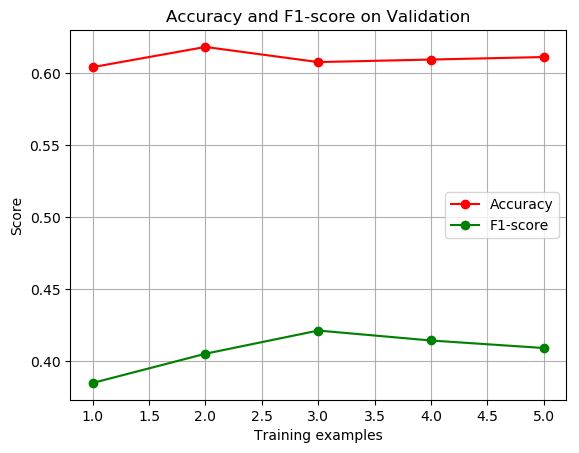 Accuracy and F1-score on Validation
0.60
0.55
0.50
0.45
0.40
Score
Accuracy
F1-score
1.0 1.5 2.0 2.5 3.0 3.5 4.0 4.5 5.0
Training examples